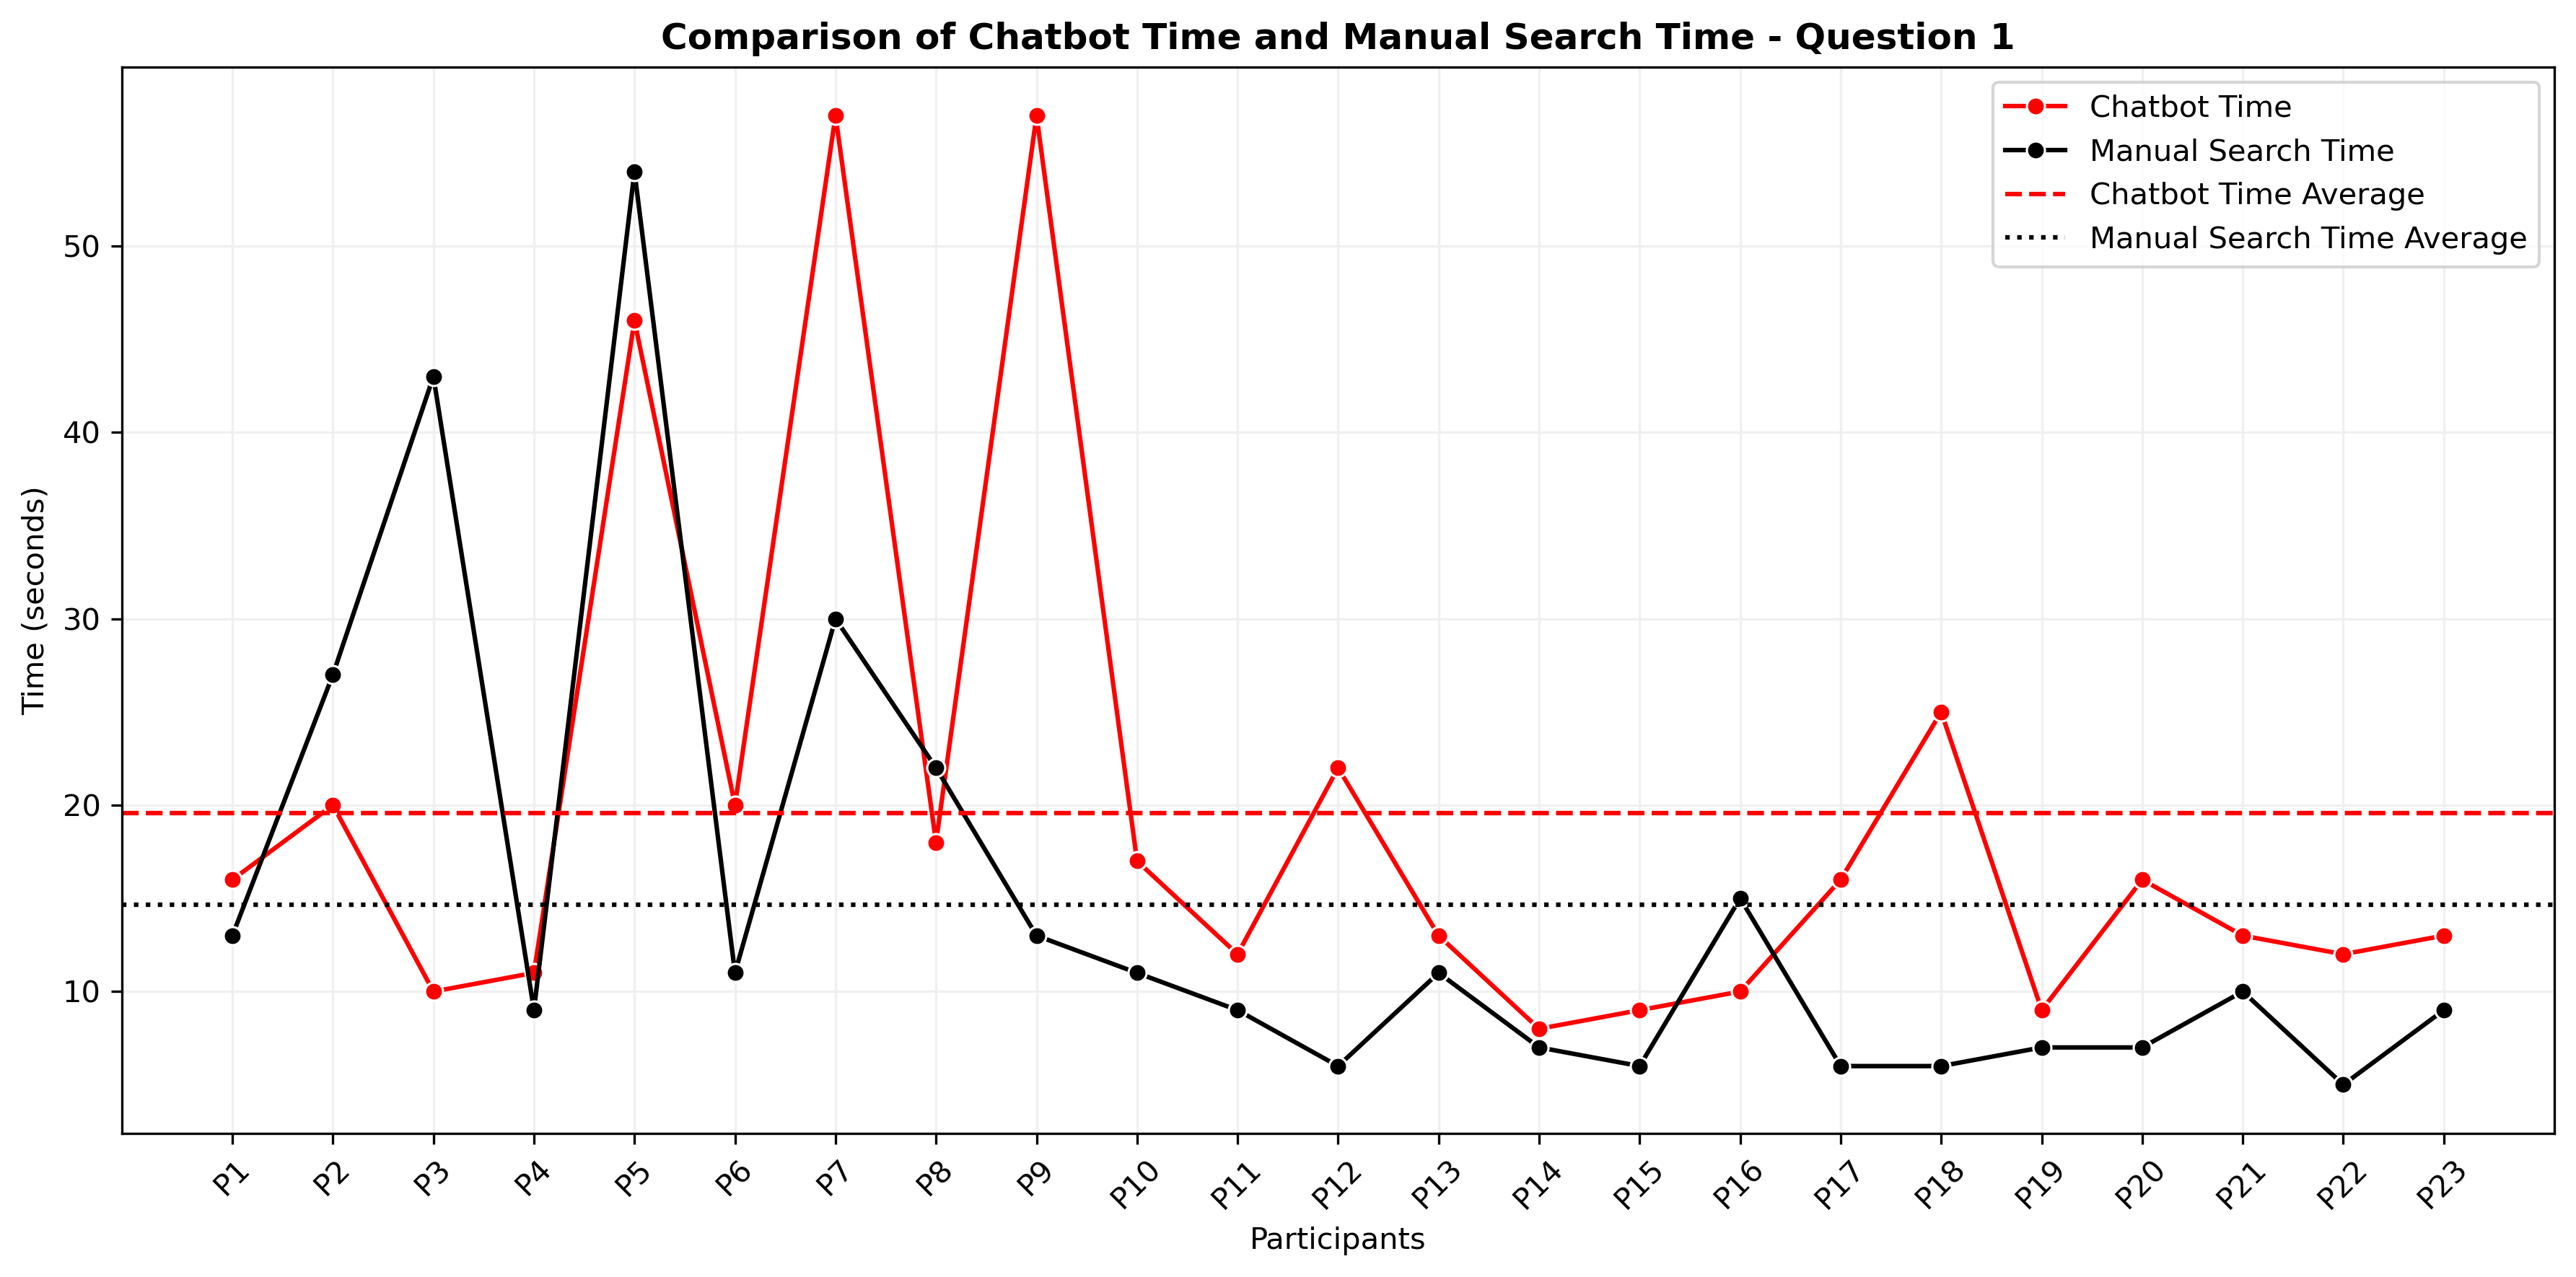 Comparison of Chatbot Time and Manual Search Time - Question 1
Chatbot Time
Manual Search Time
Chatbot Time Average
Manual Search Time Average
Time (seconds)
50
40
30
20
10
P1 P2 P3 P4 P5 P6 P7 P8 P9 P10 P11 P12 P13 P14 P15 P16 P17 P18 P19 P20 P21 P22 P23
Participants